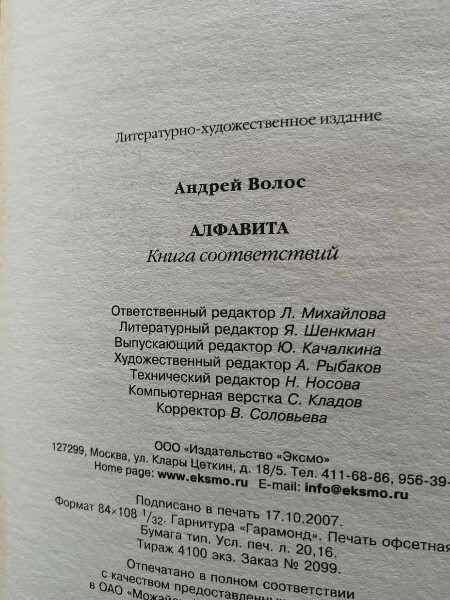 Литературно-художественное издание
Андрей Волос
АЛФАВИТА
Книга соответствий
Ответственный редактор Л. Михайлова
Литературный редактор Я. Шенкман
Выпускающий редактор Ю. Качалкина
Художественный редактор А. Рыбаков
Технический редактор Н. Носова
Компьютерная верстка С. Кладов
Корректор В. Соловьева
ООО «Издательство «Эксмо»
127299, Москва, ул. Клары Цеткин, д. 18/5. Тел. 411-68-86, 956-39-
Home page: www.eksmo.ru E-mail: info@eksmo.ru
Подписано в печать 17.10.2007.
Формат 84×108 1/32. Гарнитура «Гарамонд». Печать офсетная
Бумага тип. Усл. печ. л. 20,16.
Тираж 4100 экз. Заказ № 2099.
Отпечатано в полном соответствии
с качеством предоставленных
в ОАО «Можайс